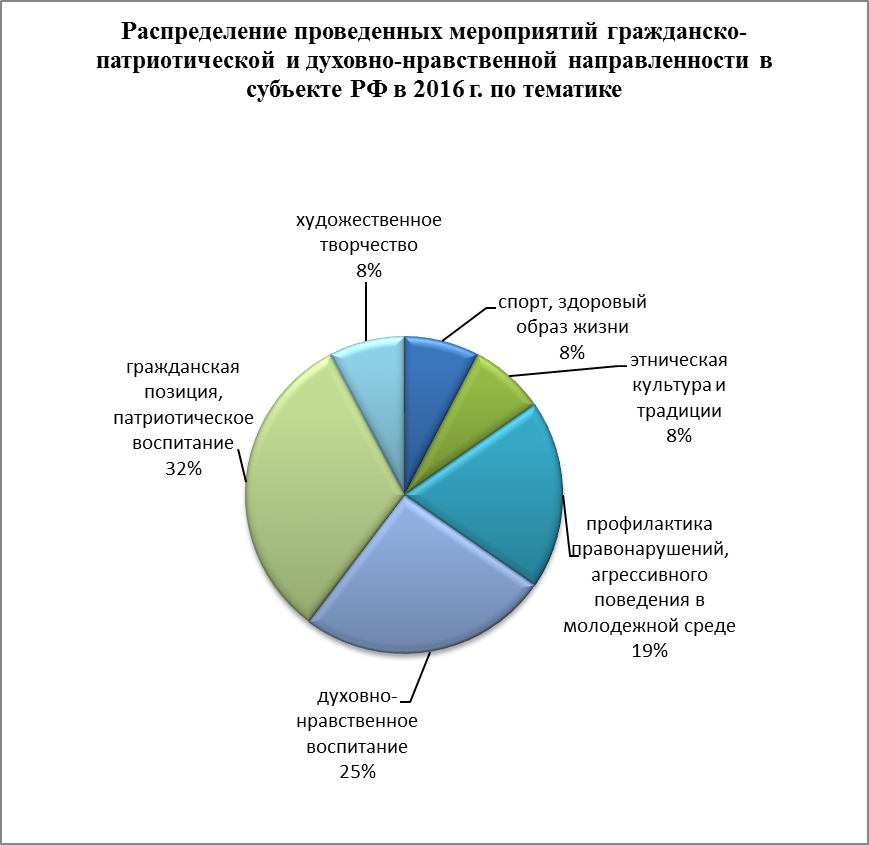 Распределение проведенных мероприятий гражданско-
патриотической и духовно-нравственной направленности в
субъекте РФ в 2016 г. по тематике
художественное
творчество
8%
спорт, здоровый
образ жизни
8%
этническая
культура и
традиции
8%
гражданская
позиция,
патриотическое
воспитание
32%
профилактика
правонарушений,
агрессивного
поведения в
молодежной среде
19%
духовно-
нравственное
воспитание
25%